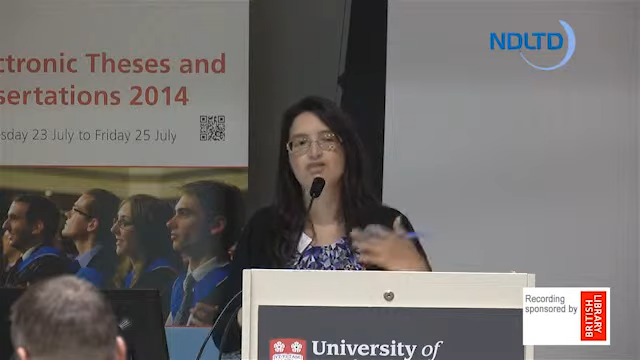 NDLTD
ctronic Theses and
sertations 2014
sday 23 July to Friday 25 July
Recording
sponsored by
BRITISH
LIBRARY
University of